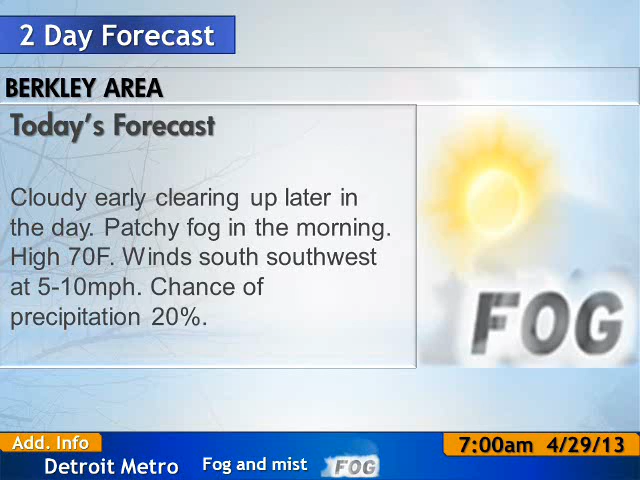 2 Day Forecast
BERKLEY AREA
Today's Forecast
Cloudy early clearing up later in
the day. Patchy fog in the morning.
High 70F. Winds south southwest
at 5-10mph. Chance of
precipitation 20%.
FOG
Add. Info
7:00am 4/29/13
Detroit Metro Fog and mist FOG